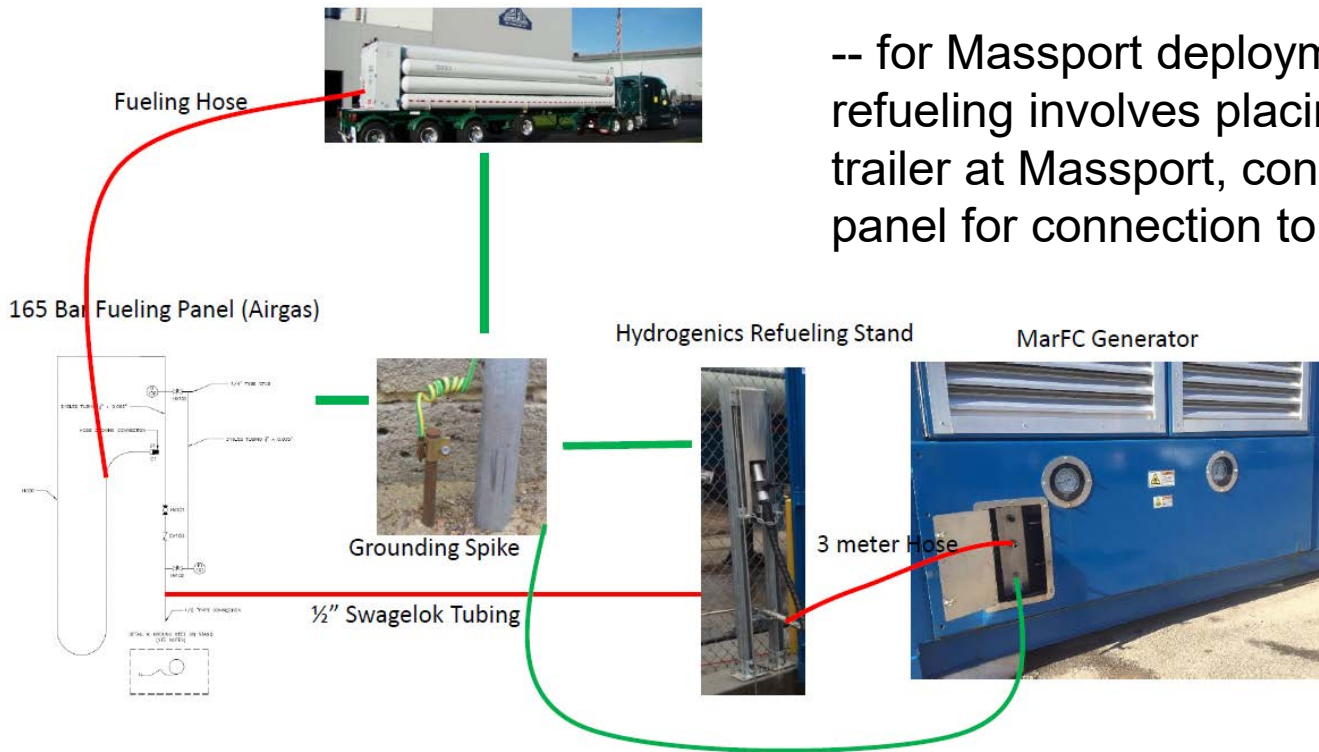 -- for Massport deploym
refueling involves placin
trailer at Massport, con
panel for connection to
Fueling Hose
165 Bar Fueling Panel (Airgas)
Hydrogenics Refueling Stand
MarFC Generator
Grounding Spike
3 meter Hose
½” Swagelok Tubing